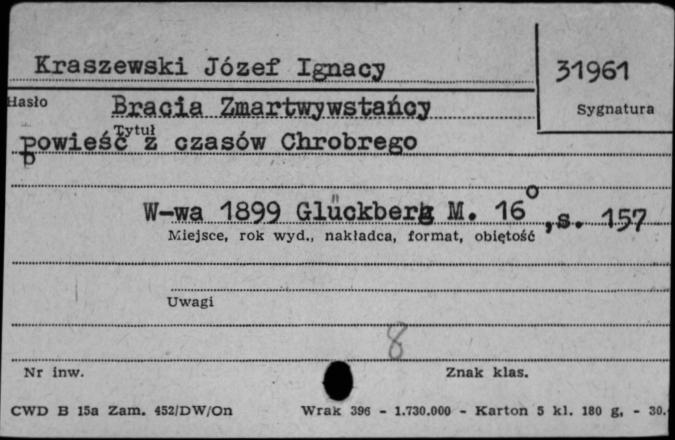 Kraszewski Józef Ignacy
31961
Hasło
Bracia Zmartwywstańcy
Sygnatura
Tytuł
powieść z czasów Chrobrego
W-wa 1899 Glückberg M. 16°, s. 157
Miejsce, rok wyd., nakładca, format, objętość
Uwagi
8
Nr inw.
Znak klas.
CWD B 15a Zam. 452/DW/On
Wrak 396 - 1.730.000 - Karton 5 kl. 180 g. - 30.